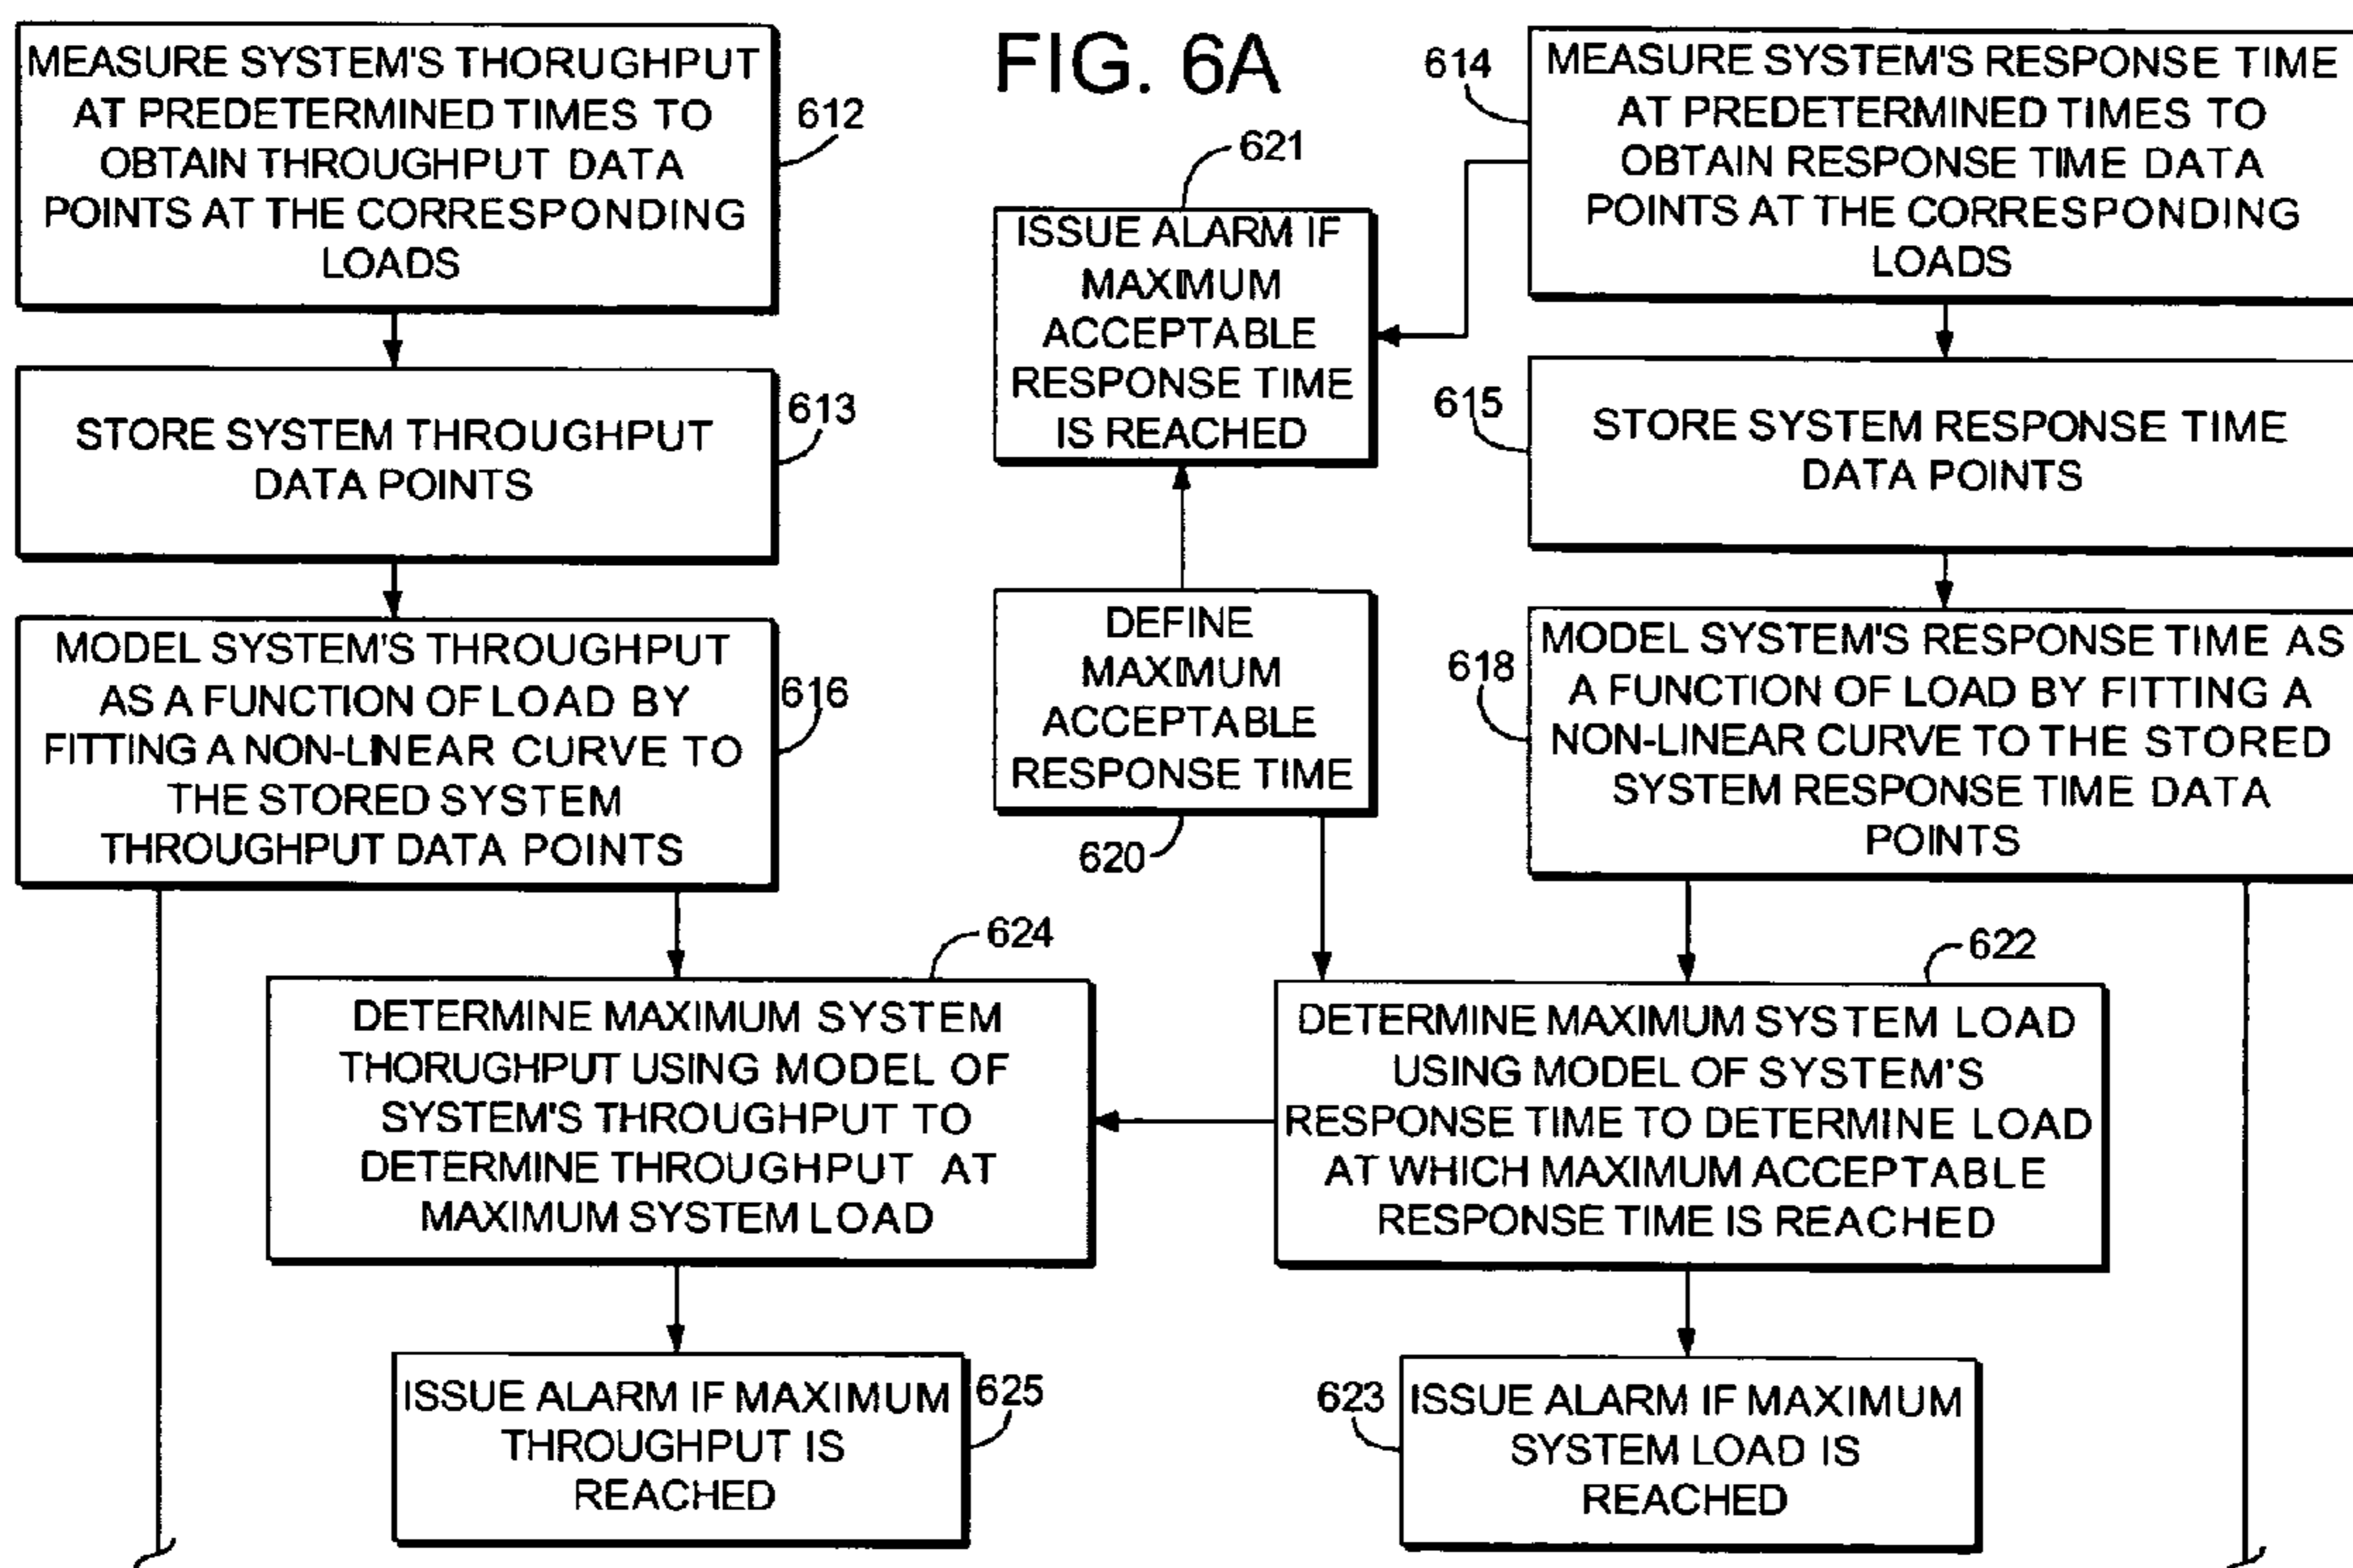 FIG. 6A
MEASURE SYSTEM'S THORUGHPUT
AT PREDETERMINED TIMES TO
OBTAIN THROUGHPUT DATA
POINTS AT THE CORRESPONDING
LOADS
612
STORE SYSTEM THROUGHPUT
DATA POINTS
613
MODEL SYSTEM'S THROUGHPUT
AS A FUNCTION OF LOAD BY
FITTING A NON-LINEAR CURVE TO
THE STORED SYSTEM
THROUGHPUT DATA POINTS
616
621
ISSUE ALARM IF
MAXIMUM
ACCEPTABLE
RESPONSE TIME
IS REACHED
DEFINE
MAXIMUM
ACCEPTABLE
RESPONSE TIME
620
614
MEASURE SYSTEM'S RESPONSE TIME
AT PREDETERMINED TIMES TO
OBTAIN RESPONSE TIME DATA
POINTS AT THE CORRESPONDING
LOADS
615
STORE SYSTEM RESPONSE TIME
DATA POINTS
618
MODEL SYSTEM'S RESPONSE TIME AS
A FUNCTION OF LOAD BY FITTING A
NON-LINEAR CURVE TO THE STORED
SYSTEM RESPONSE TIME DATA
POINTS
624
DETERMINE MAXIMUM SYSTEM
THORUGHPUT USING MODEL OF
SYSTEM'S THROUGHPUT TO
DETERMINE THROUGHPUT AT
MAXIMUM SYSTEM LOAD
622
DETERMINE MAXIMUM SYSTEM LOAD
USING MODEL OF SYSTEM'S
RESPONSE TIME TO DETERMINE LOAD
AT WHICH MAXIMUM ACCEPTABLE
RESPONSE TIME IS REACHED
ISSUE ALARM IF MAXIMUM
THROUGHPUT IS
REACHED
625
623
ISSUE ALARM IF MAXIMUM
SYSTEM LOAD IS
REACHED